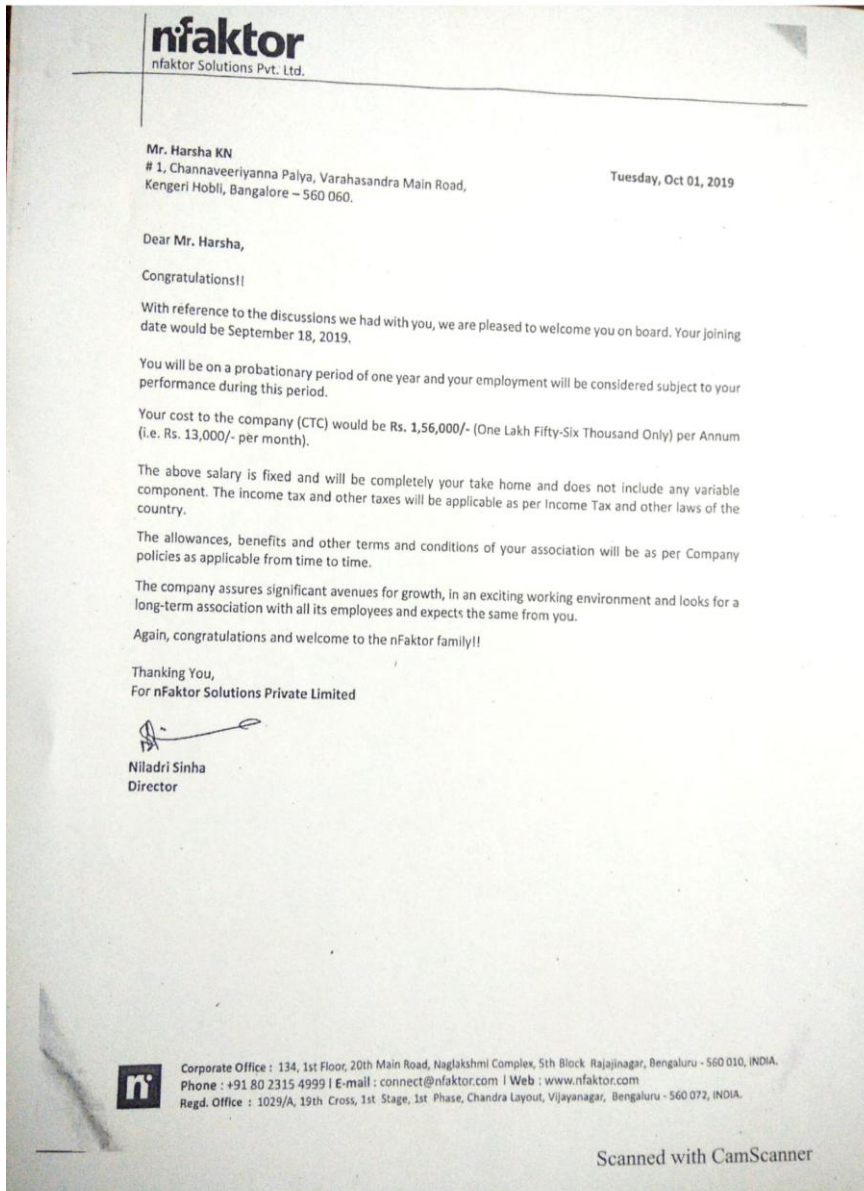 nfaktor
nfaktor Solutions Pvt. Ltd.
Mr. Harsha KN
# 1, Channaveeriyanna Palya, Varahasandra Main Road,
Kengeri Hobli, Bangalore – 560 060.
Tuesday, Oct 01, 2019
Dear Mr. Harsha,
Congratulations!!
With reference to the discussions we had with you, we are pleased to welcome you on board. Your joining
date would be September 18, 2019.
You will be on a probationary period of one year and your employment will be considered subject to your
performance during this period.
Your cost to the company (CTC) would be Rs. 1,56,000/- (One Lakh Fifty-Six Thousand Only) per Annum
(i.e. Rs. 13,000/- per month).
The above salary is fixed and will be completely your take home and does not include any variable
component. The income tax and other taxes will be applicable as per Income Tax and other laws of the
country.
The allowances, benefits and other terms and conditions of your association will be as per Company
policies as applicable from time to time.
The company assures significant avenues for growth, in an exciting working environment and looks for a
long-term association with all its employees and expects the same from you.
Again, congratulations and welcome to the nFaktor family!!
Thanking You,
For nFaktor Solutions Private Limited
Niladri Sinha
Director
n
Corporate Office : 134, 1st Floor, 20th Main Road, Naglakshmi Complex, 5th Block Rajajinagar, Bengaluru - 560 010, INDIA.
Phone : +91 80 2315 4999 I E-mail : connect@nfaktor.com I Web : www.nfaktor.com
Regd. Office : 1029/A, 19th Cross, 1st Stage, 1st Phase, Chandra Layout, Vijayanagar, Bengaluru - 560 072, INDIA.
Scanned with CamScanner